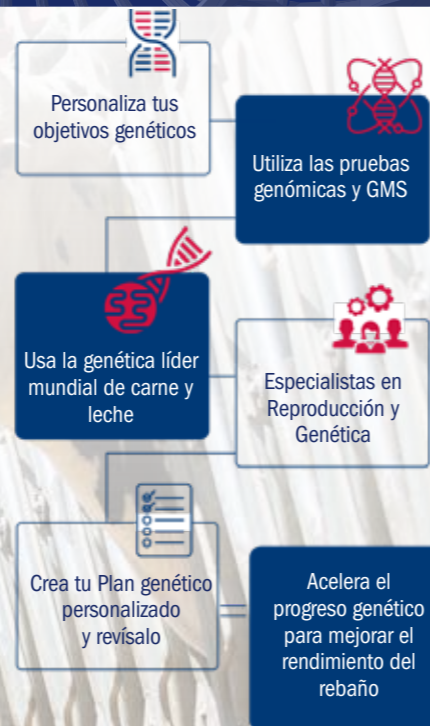 Personaliza tus
objetivos genéticos
Utiliza las pruebas
genómicas y GMS
Usa la genética líder
mundial de carne y
leche
Especialistas en
Reproducción y
Genética
Crea tu Plan genético
personalizado
y revísalo
Acelera el
progreso genético
para mejorar el
rendimiento del
rebaño